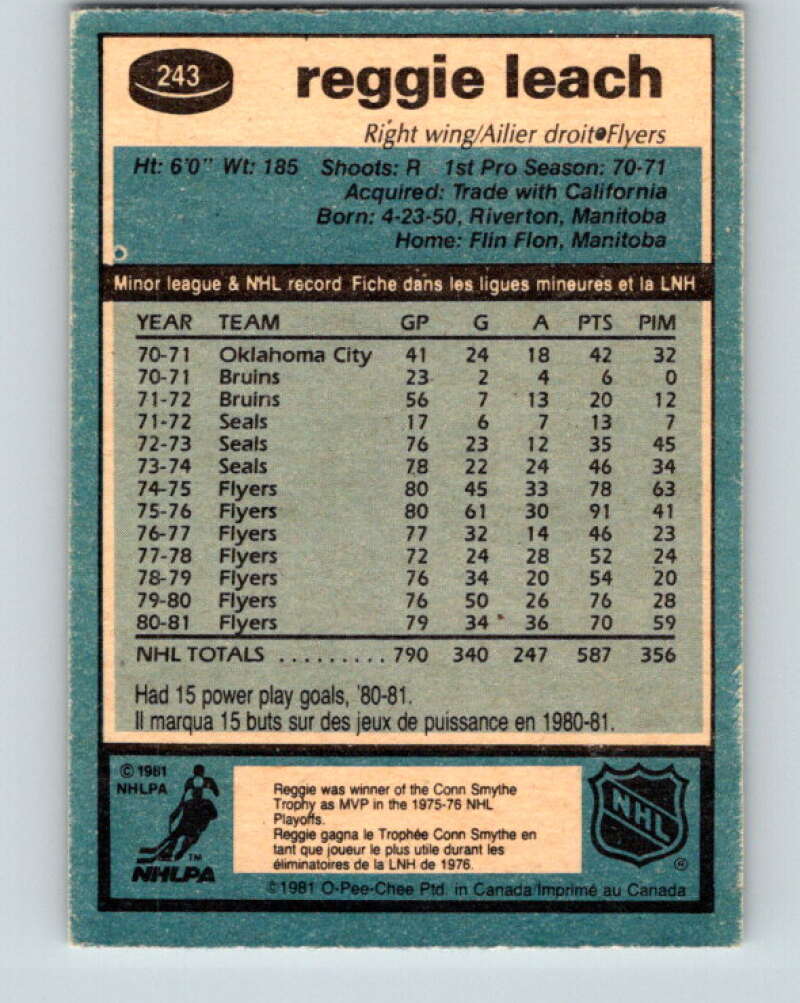 243
reggie leach
Right wing/Ailier droit•Flyers
Ht: 6'0" Wt: 185 Shoots: R 1st Pro Season: 70-71
Acquired: Trade with California
Born: 4-23-50, Riverton, Manitoba
Home: Flin Flon, Manitoba
Minor league & NHL record Fiche dans les ligues mineures et la LNH
YEAR TEAM GP G A PTS PIM
70-71 Oklahoma City 41 24 18 42 32
70-71 Bruins 23 2 4 6 0
71-72 Bruins 56 7 13 20 12
71-72 Seals 17 6 7 13 7
72-73 Seals 76 23 12 35 45
73-74 Seals 78 22 24 46 34
74-75 Flyers 80 45 33 78 63
75-76 Flyers 80 61 30 91 41
76-77 Flyers 77 32 14 46 23
77-78 Flyers 72 24 28 52 24
78-79 Flyers 76 34 20 54 20
79-80 Flyers 76 50 26 76 28
80-81 Flyers 79 34 36 70 59
NHL TOTALS .......... 790 340 247 587 356
Had 15 power play goals, '80-81.
Il marqua 15 buts sur des jeux de puissance en 1980-81.
© 1981
NHLPA
TM
NHLPA
Reggie was winner of the Conn Smythe
Trophy as MVP in the 1975-76 NHL
Playoffs.
Reggie gagna le Trophée Conn Smythe en
tant que joueur le plus utile durant les
éliminatoires de la LNH de 1976.
NHL
®
© 1981 O-Pee-Chee Ptd. in Canada/Imprimé au Canada